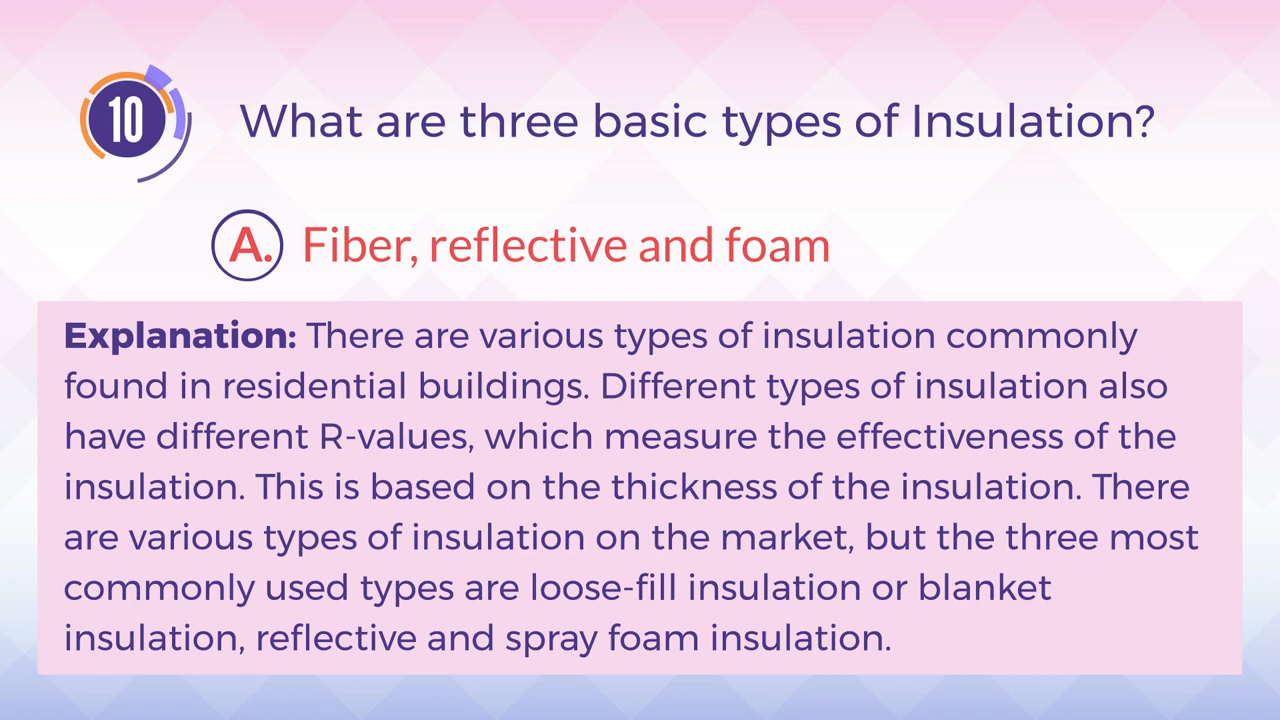 10
What are three basic types of Insulation?
A. Fiber, reflective and foam
Explanation: There are various types of insulation commonly
found in residential buildings. Different types of insulation also
have different R-values, which measure the effectiveness of the
insulation. This is based on the thickness of the insulation. There
are various types of insulation on the market, but the three most
commonly used types are loose-fill insulation or blanket
insulation, reflective and spray foam insulation.